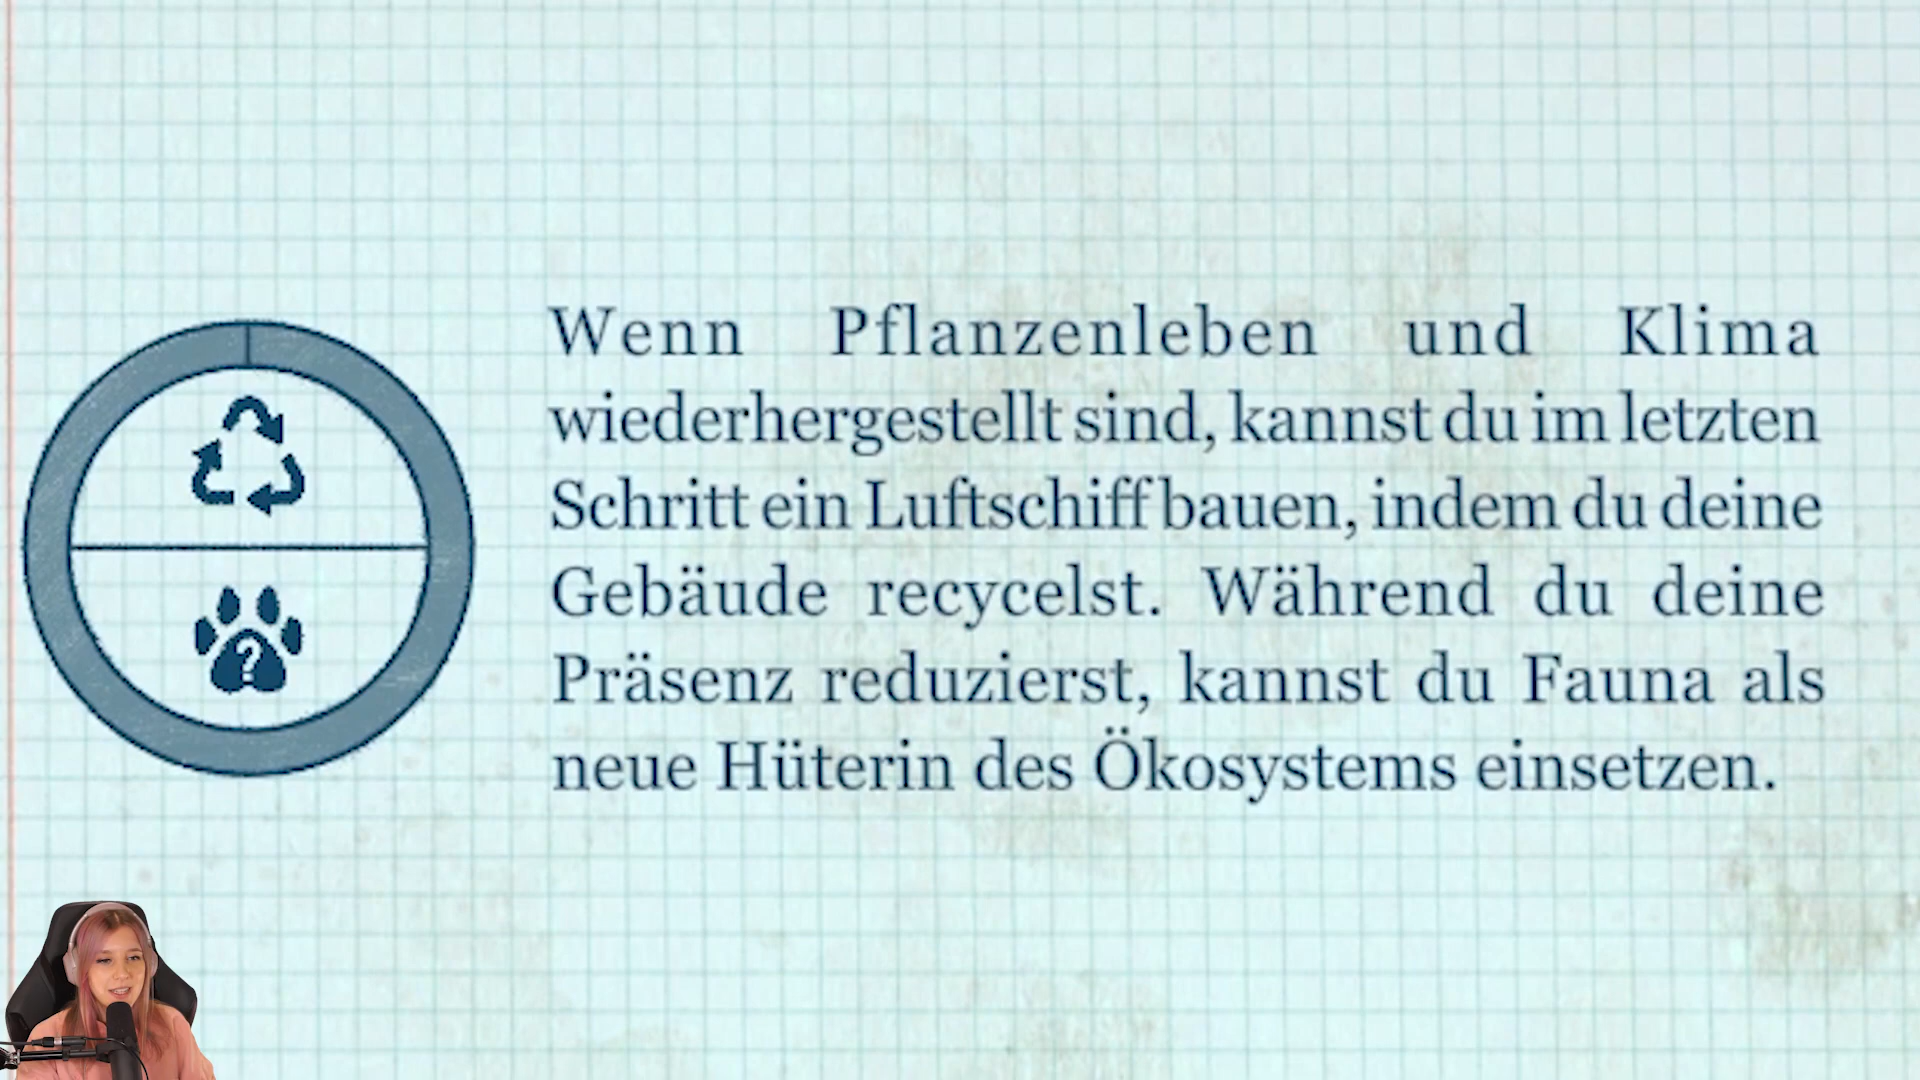 Wenn Pflanzenleben und Klima
wiederhergestellt sind, kannst du im letzten
Schritt ein Luftschiff bauen, indem du deine
Gebäude recycelst. Während du deine
Präsenz reduzierst, kannst du Fauna als
neue Hüterin des Ökosystems einsetzen.
?